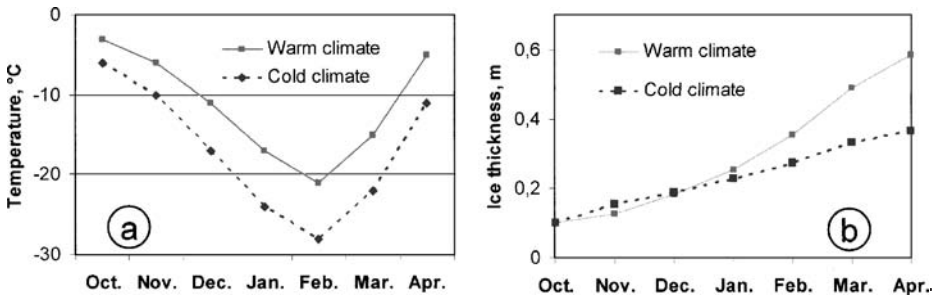 0
-10
-20
-30
Temperature, °C
Warm climate
Cold climate
a
Oct. Nov. Dec. Jan. Feb. Mar. Apr.
0,6
0,4
0,2
0
Ice thickness, m
Warm climate
Cold climate
b
Oct. Nov. Dec. Jan. Feb. Mar. Apr.